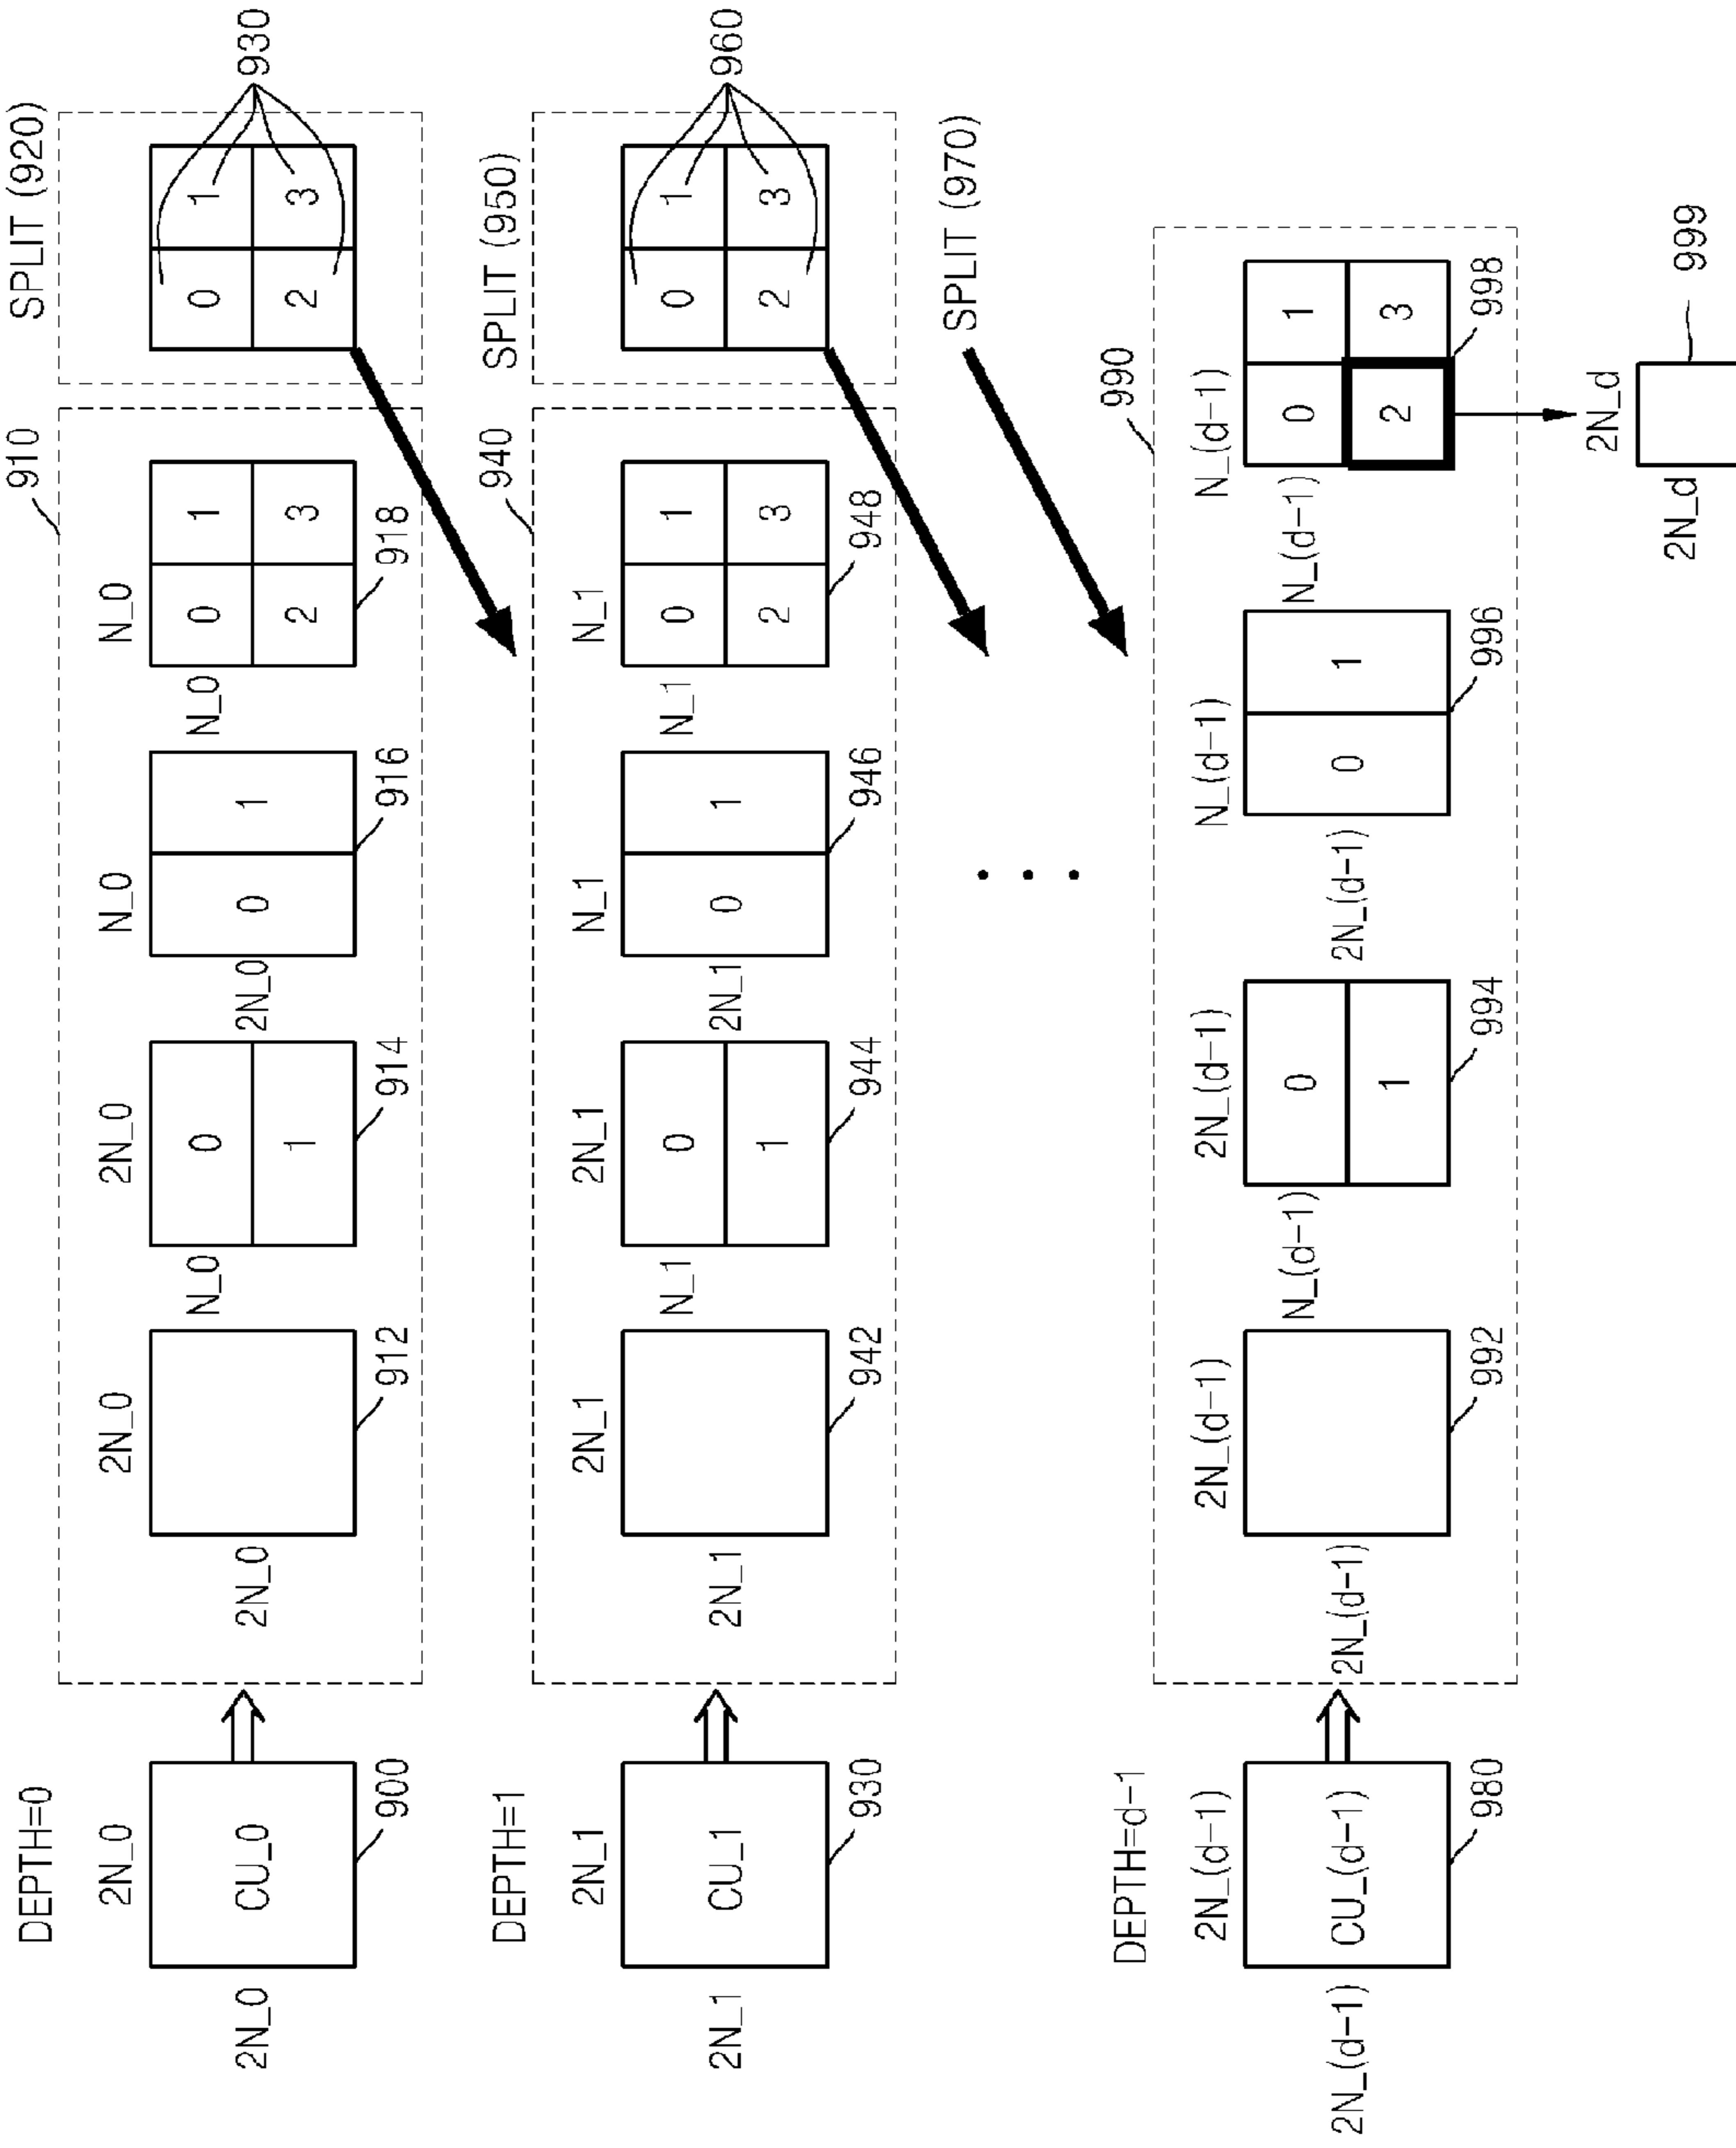 DEPTH=0 SPLIT (920)
910
2N_0 2N_0 2N_0 N_0 N_0
2N_0 CU_0 2N_0 N_0 0 1 2N_0 0 1 N_0 0 1 2 3 0 1 2 3 930
900 912 914 916 918
DEPTH=1 SPLIT (950)
940
2N_1 2N_1 2N_1 N_1 N_1
2N_1 CU_1 2N_1 N_1 0 1 2N_1 0 1 N_1 0 1 2 3 0 1 2 3 960
930 942 944 946 948
SPLIT (970)
DEPTH=d-1
990
2N_(d-1) 2N_(d-1) 2N_(d-1) N_(d-1) N_(d-1)
2N_(d-1) CU_(d-1) 2N_(d-1) N_(d-1) 0 1 2N_(d-1) 0 1 N_(d-1) 0 1 2 3
980 992 994 996 998
2N_d
2N_d 999